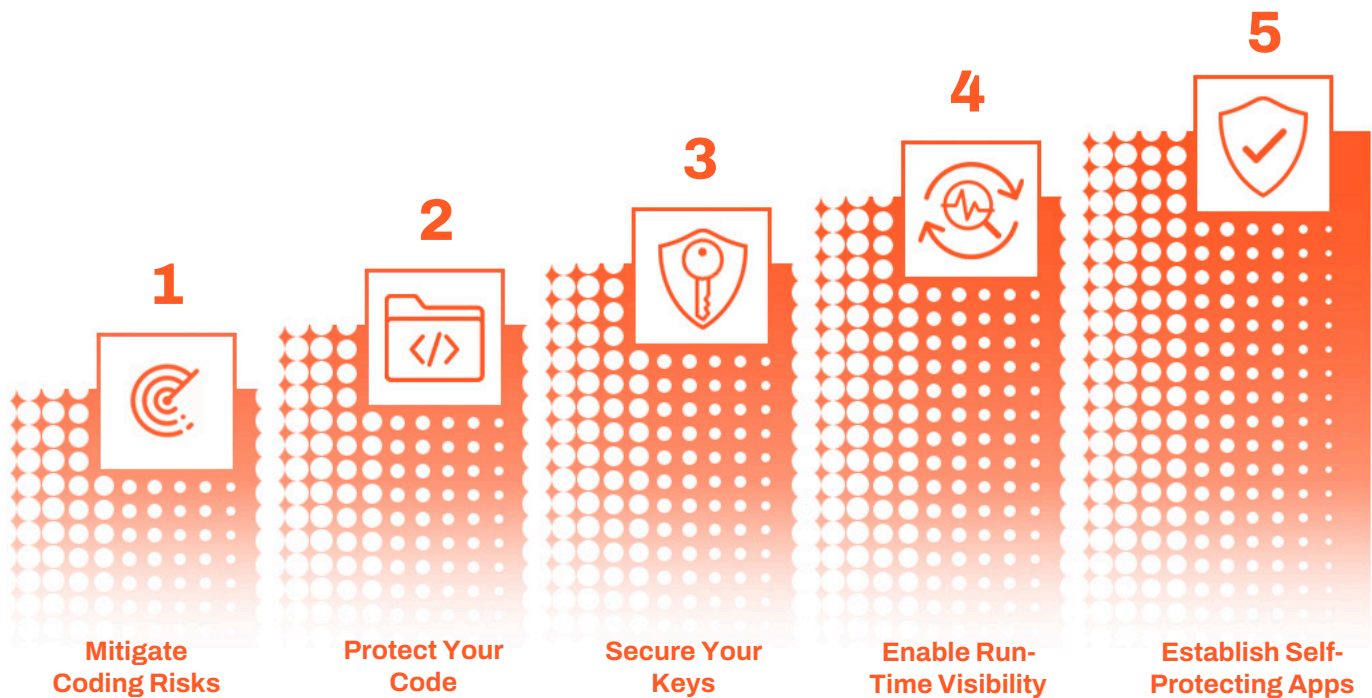 1
Mitigate
Coding Risks
2
</>
Protect Your
Code
3
Secure Your
Keys
4
Enable Run-
Time Visibility
5
Establish Self-
Protecting Apps